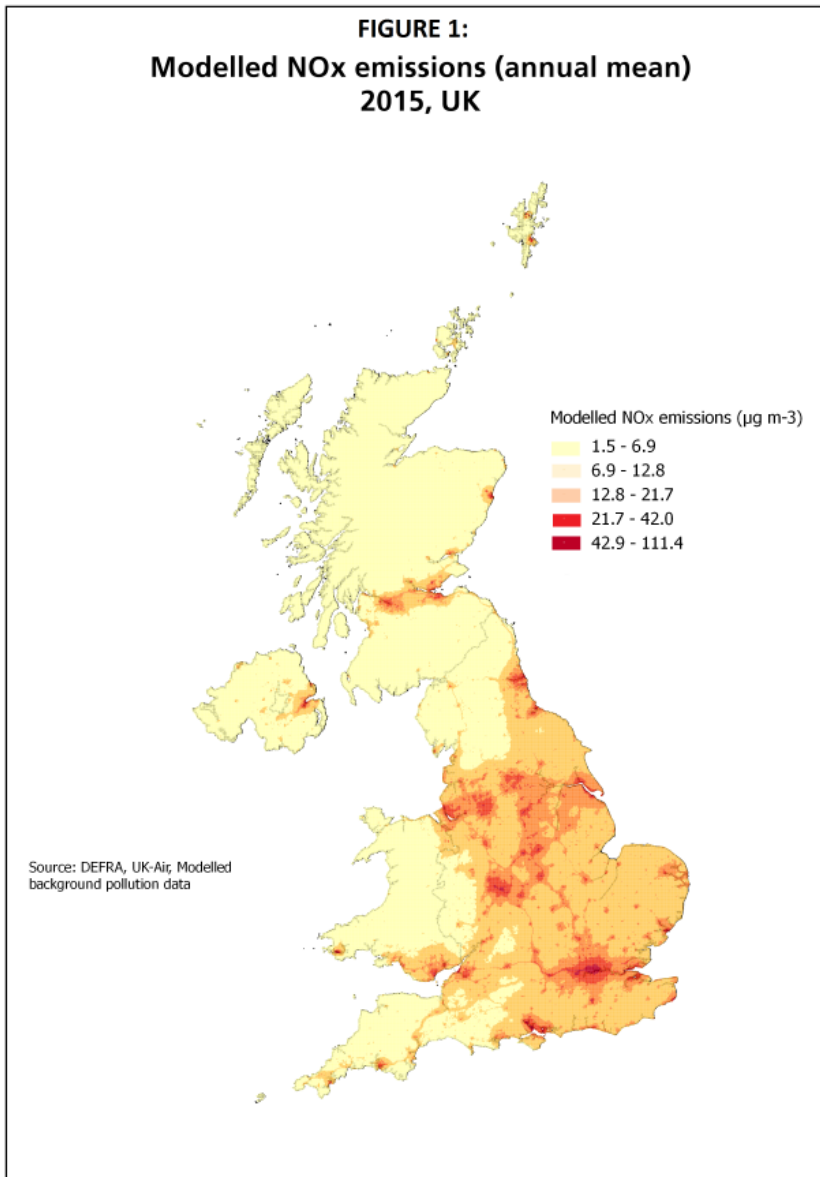 FIGURE 1:
Modelled NOx emissions (annual mean)
2015, UK
Modelled NOx emissions (µg m-3)
1.5 - 6.9
6.9 - 12.8
12.8 - 21.7
21.7 - 42.0
42.9 - 111.4
Source: DEFRA, UK-Air, Modelled
background pollution data